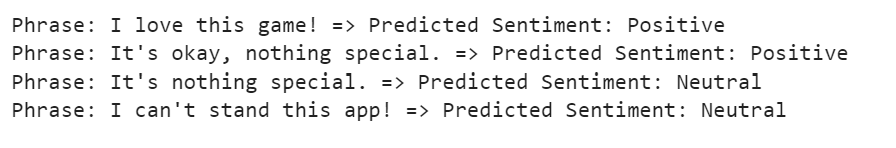 Phrase: I love this game! => Predicted Sentiment: Positive
Phrase: It's okay, nothing special. => Predicted Sentiment: Positive
Phrase: It's nothing special. => Predicted Sentiment: Neutral
Phrase: I can't stand this app! => Predicted Sentiment: Neutral